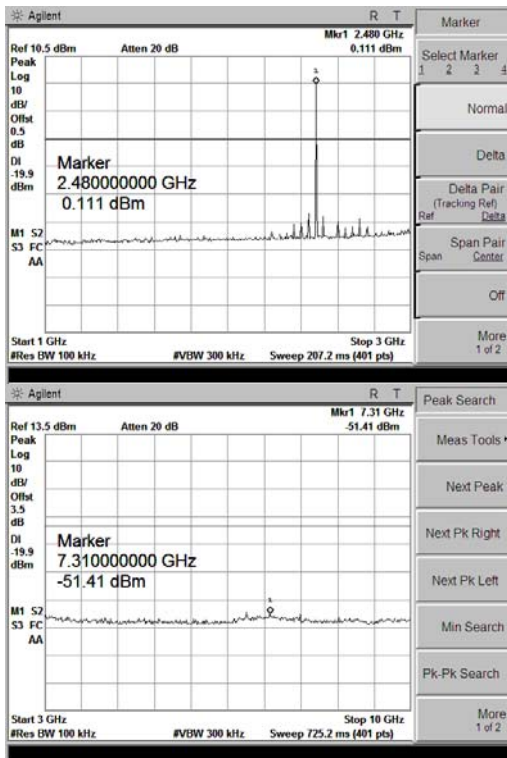 Agilent R T
Mkr1 2.480 GHz
Ref 10.5 dBm Atten 20 dB 0.111 dBm
Peak
Log
10
dB/
Offst
0.5
dB
DI
-19.9
dBm
Marker
2.480000000 GHz
0.111 dBm
M1 S2
S3 FC
AA
Start 1 GHz Stop 3 GHz
#Res BW 100 kHz #VBW 300 kHz Sweep 207.2 ms (401 pts)
Marker
Select Marker
1 2 3 4
Normal
Delta
Delta Pair
(Tracking Ref)
Ref Delta
Span Pair
Span Center
Off
More
1 of 2
Agilent R T
Mkr1 7.31 GHz
Ref 13.5 dBm Atten 20 dB -51.41 dBm
Peak
Log
10
dB/
Offst
3.5
dB
DI
-19.9
dBm
Marker
7.310000000 GHz
-51.41 dBm
M1 S2
S3 FC
AA
Start 3 GHz Stop 10 GHz
#Res BW 100 kHz #VBW 300 kHz Sweep 725.2 ms (401 pts)
Peak Search
Meas Tools
Next Peak
Next Pk Right
Next Pk Left
Min Search
Pk-Pk Search
More
1 of 2